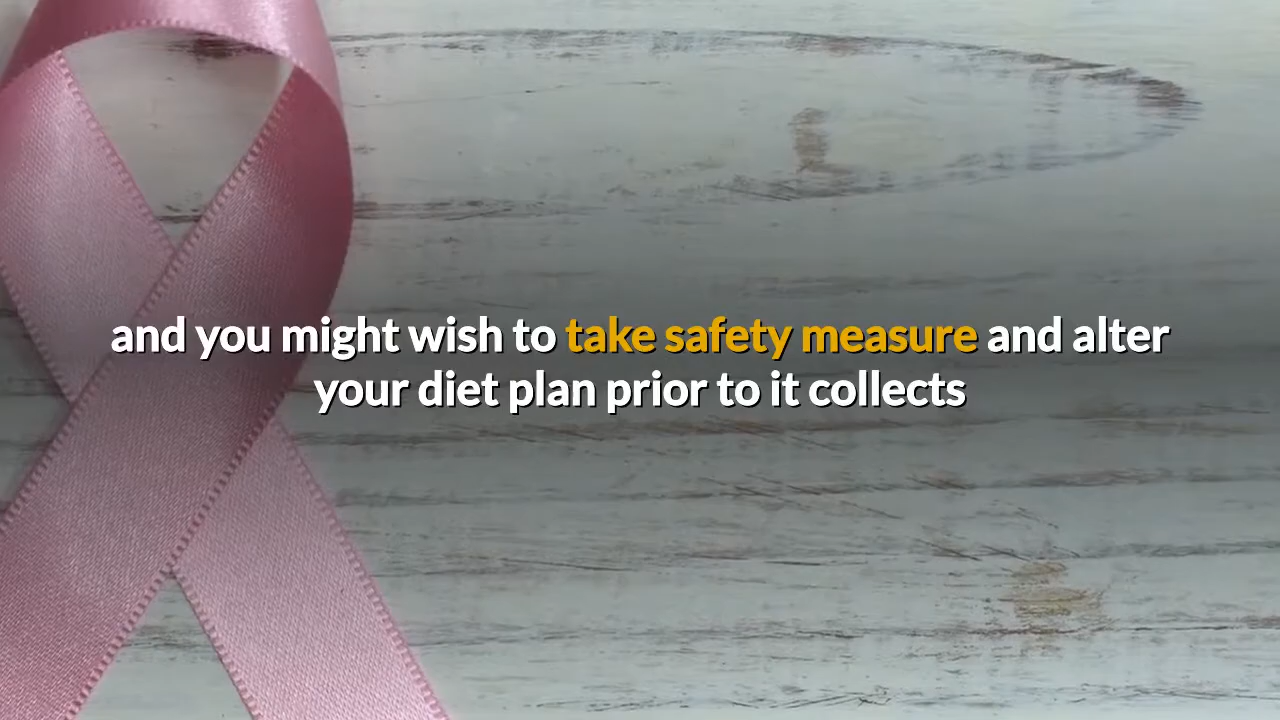 and you might wish to take safety measure and alter
your diet plan prior to it collects